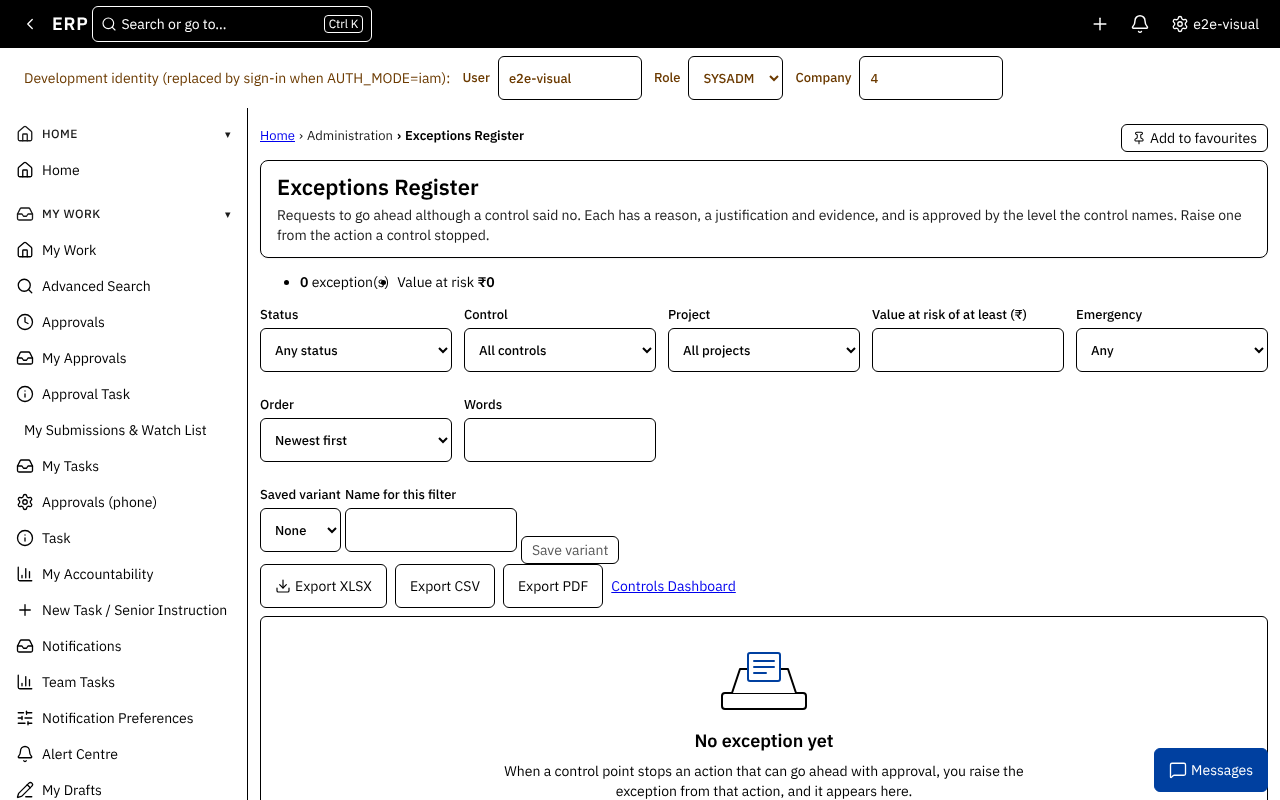 ERP
Search or go to...
Ctrl K
e2e-visual
Development identity (replaced by sign-in when AUTH_MODE=iam):
User
e2e-visual
Role
SYSADM
Company
4
HOME
Home
MY WORK
My Work
Advanced Search
Approvals
My Approvals
Approval Task
My Submissions & Watch List
My Tasks
Approvals (phone)
Task
My Accountability
New Task / Senior Instruction
Notifications
Team Tasks
Notification Preferences
Alert Centre
My Drafts
Home › Administration › Exceptions Register
Add to favourites
Exceptions Register
Requests to go ahead although a control said no. Each has a reason, a justification and evidence, and is approved by the level the control names. Raise one
from the action a control stopped.
0 exception(s)
Value at risk ₹0
Status
Control
Project
Value at risk of at least (₹)
Emergency
Any status
All controls
All projects
Any
Order
Words
Newest first
Saved variant
Name for this filter
None
Save variant
Export XLSX
Export CSV
Export PDF
Controls Dashboard
No exception yet
When a control point stops an action that can go ahead with approval, you raise the
exception from that action, and it appears here.
Messages